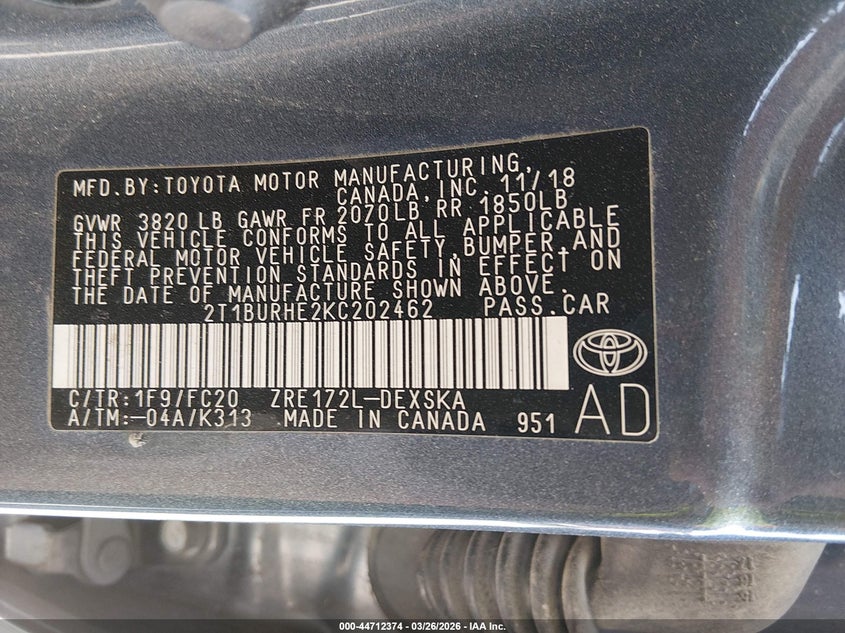 MFD.BY:TOYOTA MOTOR MANUFACTURING,
CANADA,INC. 11/18
GVWR 3820 LB GAWR FR 2070LB, RR 1850LB
THIS VEHICLE CONFORMS TO ALL APPLICABLE
FEDERAL MOTOR VEHICLE SAFETY,BUMPER,AND
THEFT PREVENTION STANDARDS IN EFFECT ON
THE DATE OF MANUFACTURE SHOWN ABOVE.
2T1BURHE2KC202462 PASS.CAR
C/TR:1F9/FC20 ZRE172L-DEXSKA
A/TM:-04A/K313 MADE IN CANADA 951
AD
000-44712374 - 03/26/2026 - IAA Inc.